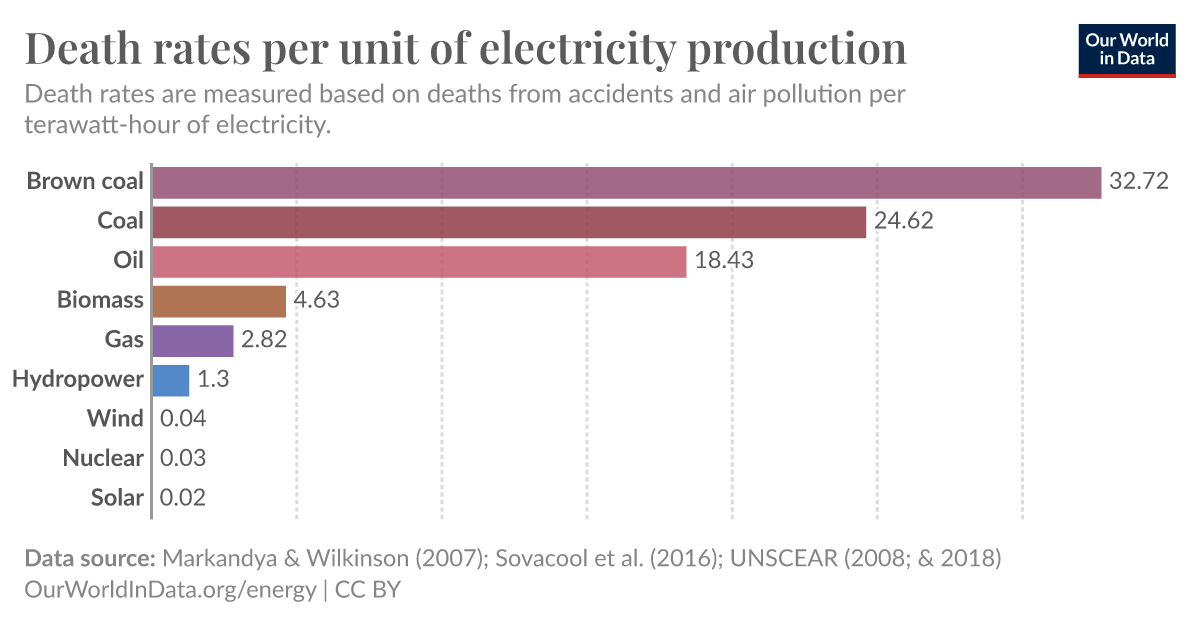 Death rates per unit of electricity production
Our World
in Data
Death rates are measured based on deaths from accidents and air pollution per
terawatt-hour of electricity.
Brown coal 32.72
Coal 24.62
Oil 18.43
Biomass 4.63
Gas 2.82
Hydropower 1.3
Wind 0.04
Nuclear 0.03
Solar 0.02
Data source: Markandya & Wilkinson (2007); Sovacool et al. (2016); UNSCEAR (2008; & 2018)
OurWorldInData.org/energy | CC BY